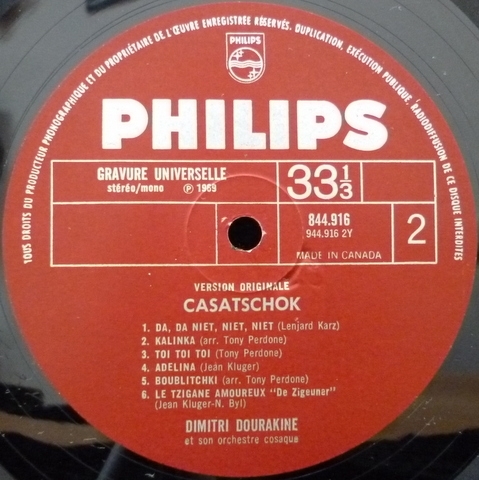 TOUS DROITS DU PRODUCTEUR PHONOGRAPHIQUE ET DU PROPRIÉTAIRE DE L'ŒUVRE ENREGISTRÉE RÉSERVÉS. DUPLICATION, EXÉCUTION PUBLIQUE, RADIODIFFUSION DE CE DISQUE INTERDITES
PHILIPS
PHILIPS
GRAVURE UNIVERSELLE
stéréo/mono ℗ 1969
33 1/3
844.916
944.916 2Y
2
MADE IN CANADA
VERSION ORIGINALE
CASATSCHOK
1. DA, DA NIET, NIET, NIET (Lenjard Karz)
2. KALINKA (arr. Tony Perdone)
3. TOI TOI TOI (Tony Perdone)
4. ADELINA (Jean Kluger)
5. BOUBLITCHKI (arr. Tony Perdone)
6. LE TZIGANE AMOUREUX "De Zigeunar"
(Jean Kluger-N. Byl)
DIMITRI DOURAKINE
et son orchestre cosaque